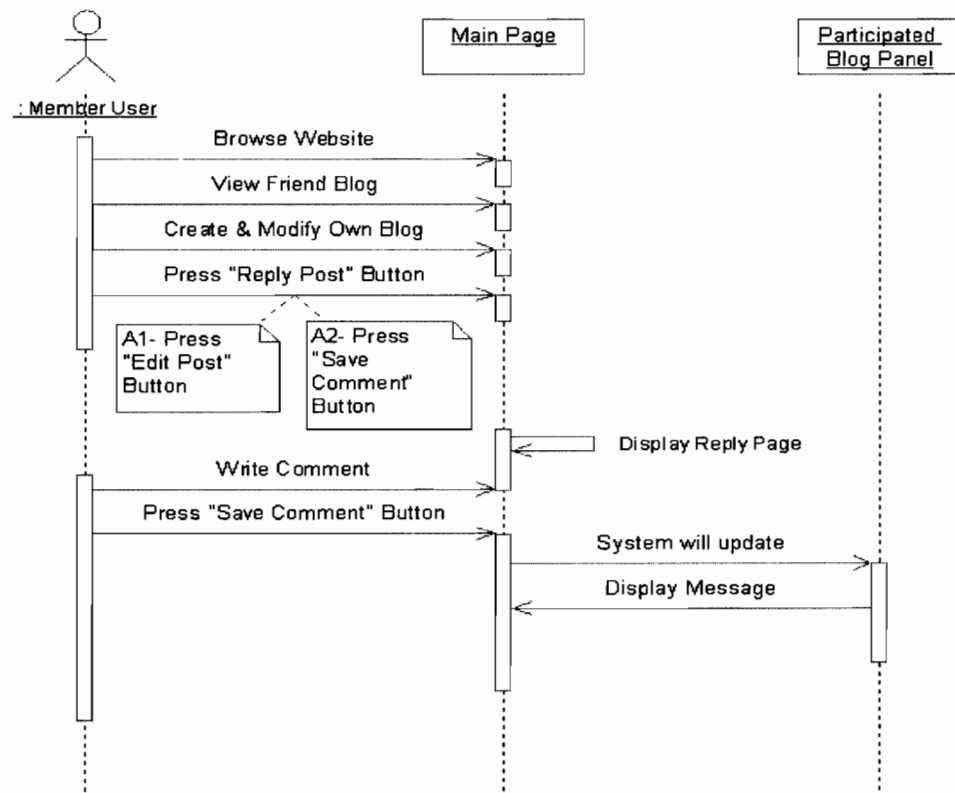 Main Page
Participated
Blog Panel
: Member User
Browse Website
View Friend Blog
Create & Modify Own Blog
Press "Reply Post" Button
A1- Press
"Edit Post"
Button
A2- Press
"Save
Comment"
Button
Display Reply Page
Write Comment
Press "Save Comment" Button
System will update
Display Message